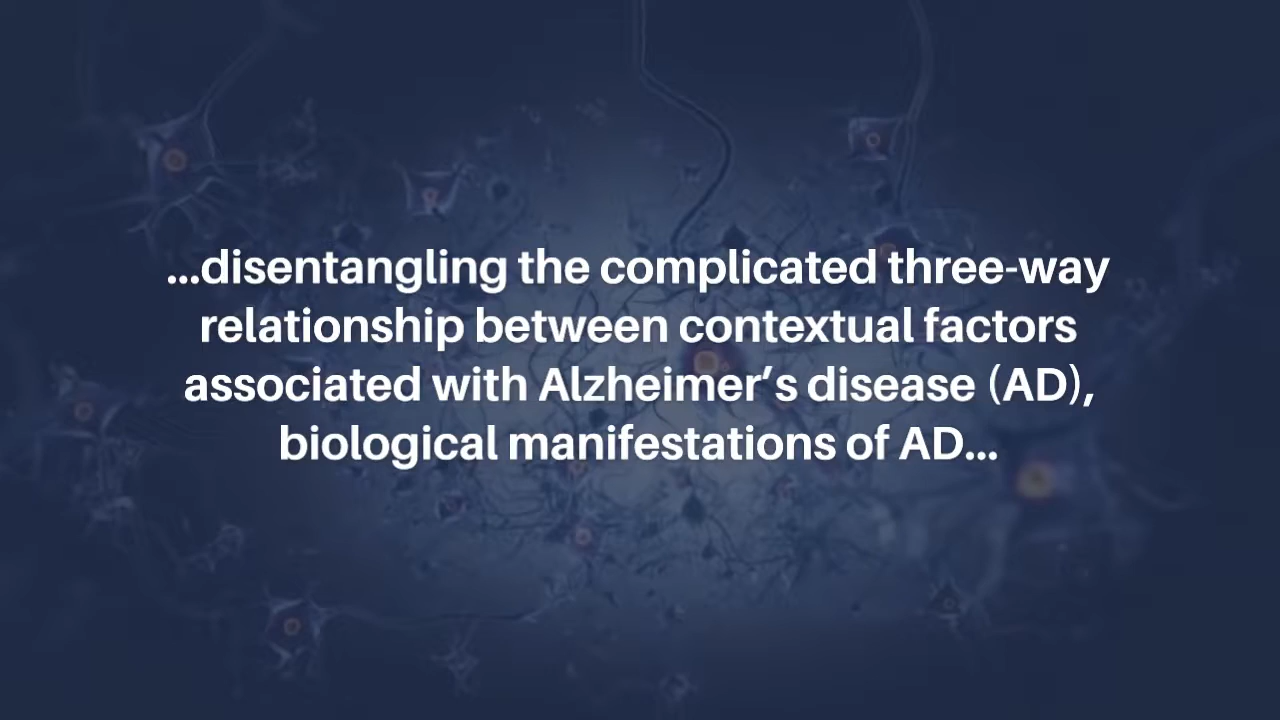 ...disentangling the complicated three-way
relationship between contextual factors
associated with Alzheimer’s disease (AD),
biological manifestations of AD...